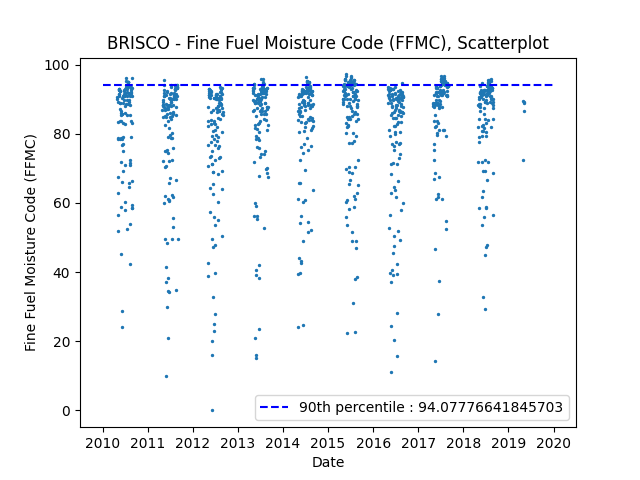 BRISCO - Fine Fuel Moisture Code (FFMC), Scatterplot
Fine Fuel Moisture Code (FFMC)
100
80
60
40
20
0
90th percentile : 94.07776641845703
2010 2011 2012 2013 2014 2015 2016 2017 2018 2019 2020
Date